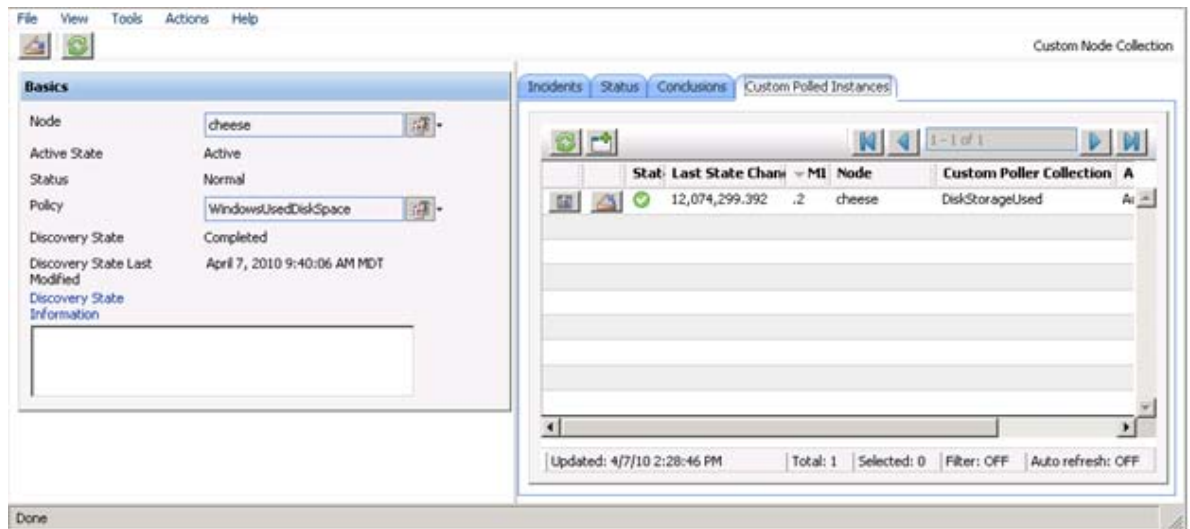 File View Tools Actions Help
Custom Node Collection
Basics
Node cheese
Active State Active
Status Normal
Policy WindowsUsedDiskSpace
Discovery State Completed
Discovery State Last Modified April 7, 2010 9:40:06 AM MDT
Discovery State
Information
Incidents Status Conclusions Custom Polled Instances
1 - 1 of 1
Stat Last State Chang MI Node Custom Poller Collection A
12,074,299.392 .2 cheese DiskStorageUsed
Updated: 4/7/10 2:28:46 PM Total: 1 Selected: 0 Filter: OFF Auto refresh: OFF
Done